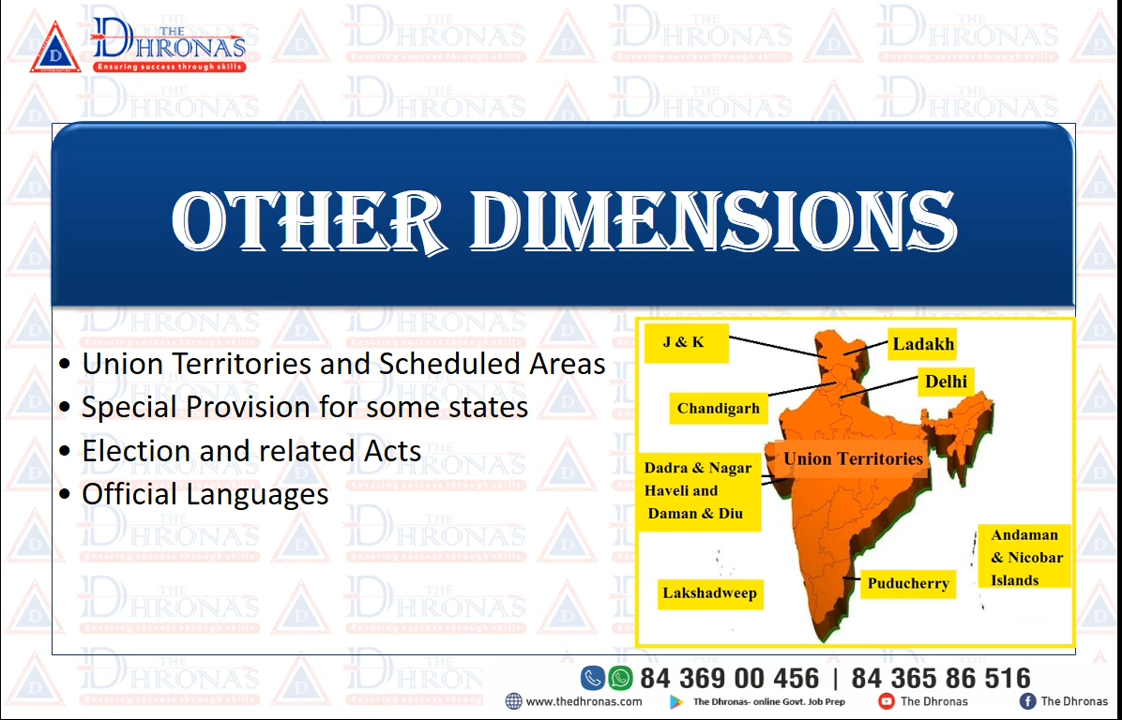 THE
DHRONAS
Ensuring success through skills
OTHER DIMENSIONS
• Union Territories and Scheduled Areas
• Special Provision for some states
• Election and related Acts
• Official Languages
J & K
Ladakh
Delhi
Chandigarh
Union Territories
Dadra & Nagar
Haveli and
Daman & Diu
Andaman
& Nicobar
Islands
Puducherry
Lakshadweep
84 369 00 456 | 84 365 86 516
www.thedhronas.com The Dhronas- online Govt. Job Prep The Dhronas The Dhronas